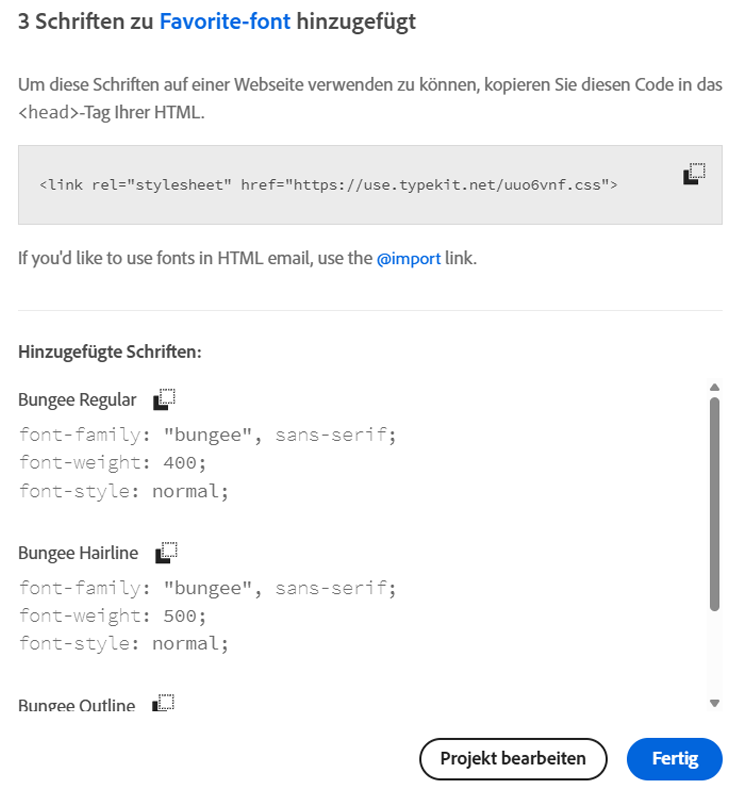 3 Schriften zu Favorite-font hinzugefügt
Um diese Schriften auf einer Webseite verwenden zu können, kopieren Sie diesen Code in das
<head>-Tag Ihrer HTML.
<link rel="stylesheet" href="https://use.typekit.net/uuo6vnf.css">
If you'd like to use fonts in HTML email, use the @import link.
Hinzugefügte Schriften:
Bungee Regular
font-family: "bungee", sans-serif;
font-weight: 400;
font-style: normal;
Bungee Hairline
font-family: "bungee", sans-serif;
font-weight: 500;
font-style: normal;
Bungee Outline
Projekt bearbeiten
Fertig